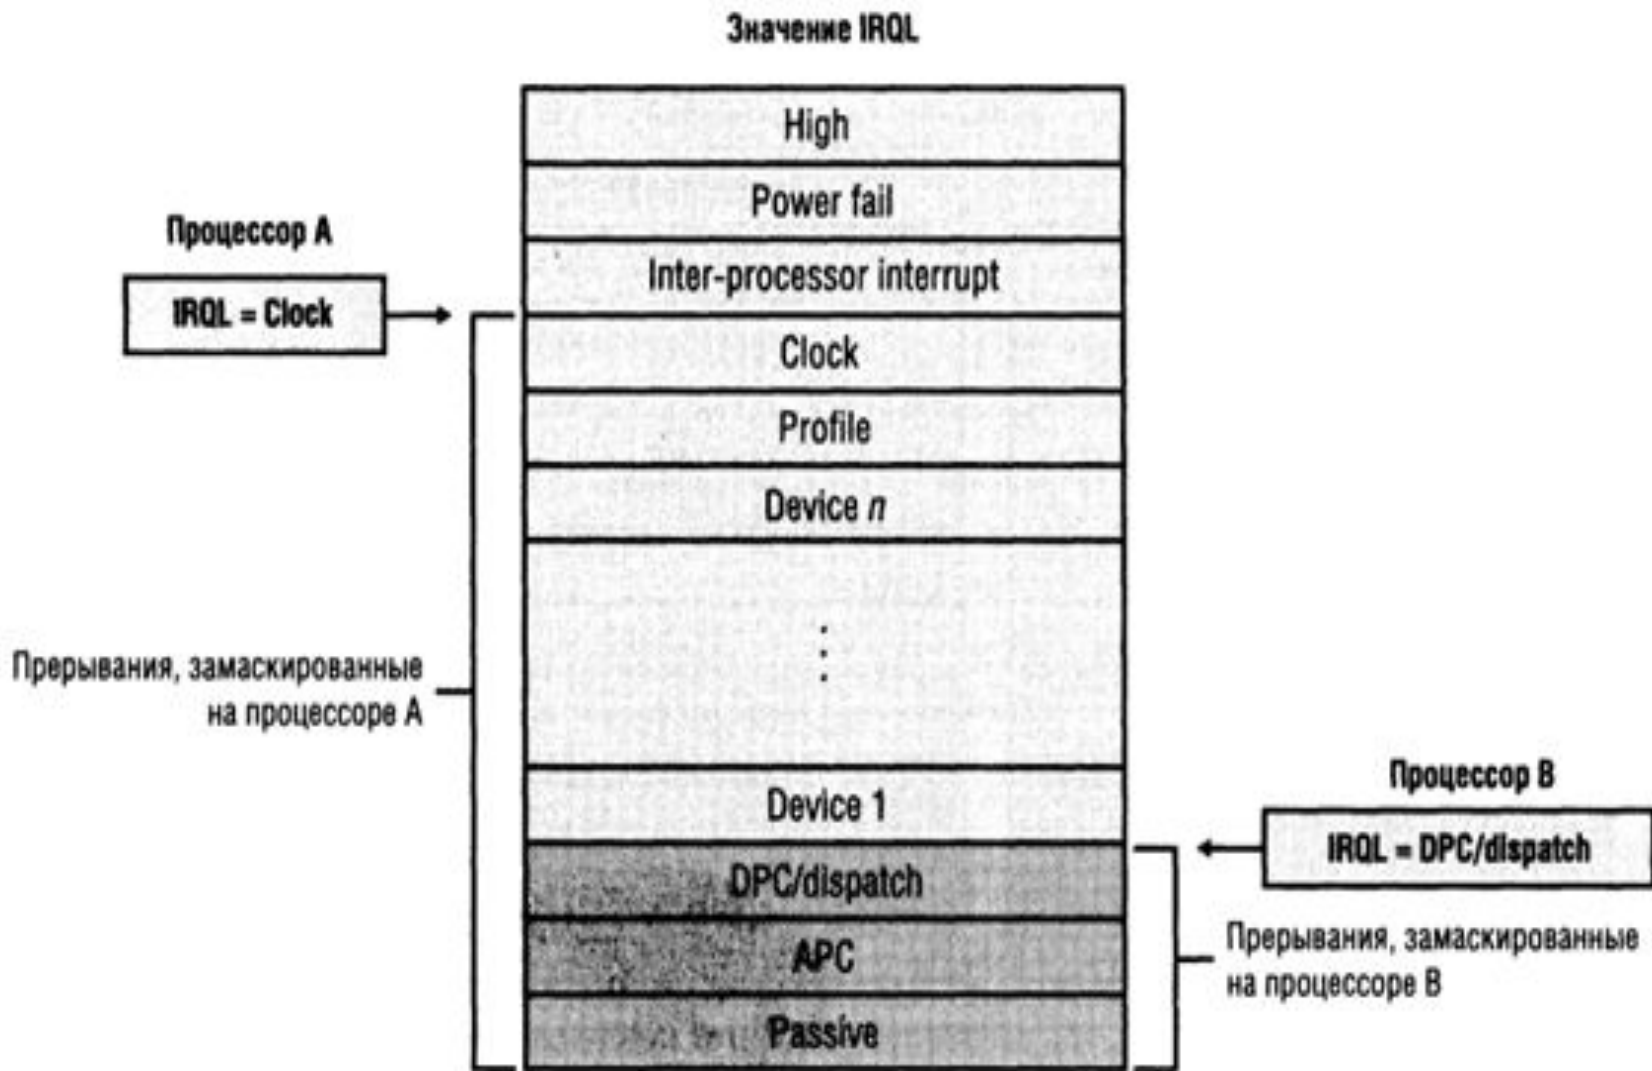 Значение IRQL
High
Power fail
Процессор А
Inter-processor interrupt
IRQL = Clock
Clock
Profile
Device n
Прерывания, замаскированные
на процессоре А
Процессор В
Device 1
IRQL = DPC/dispatch
DPC/dispatch
APC
Прерывания, замаскированные
на процессоре В
Passive